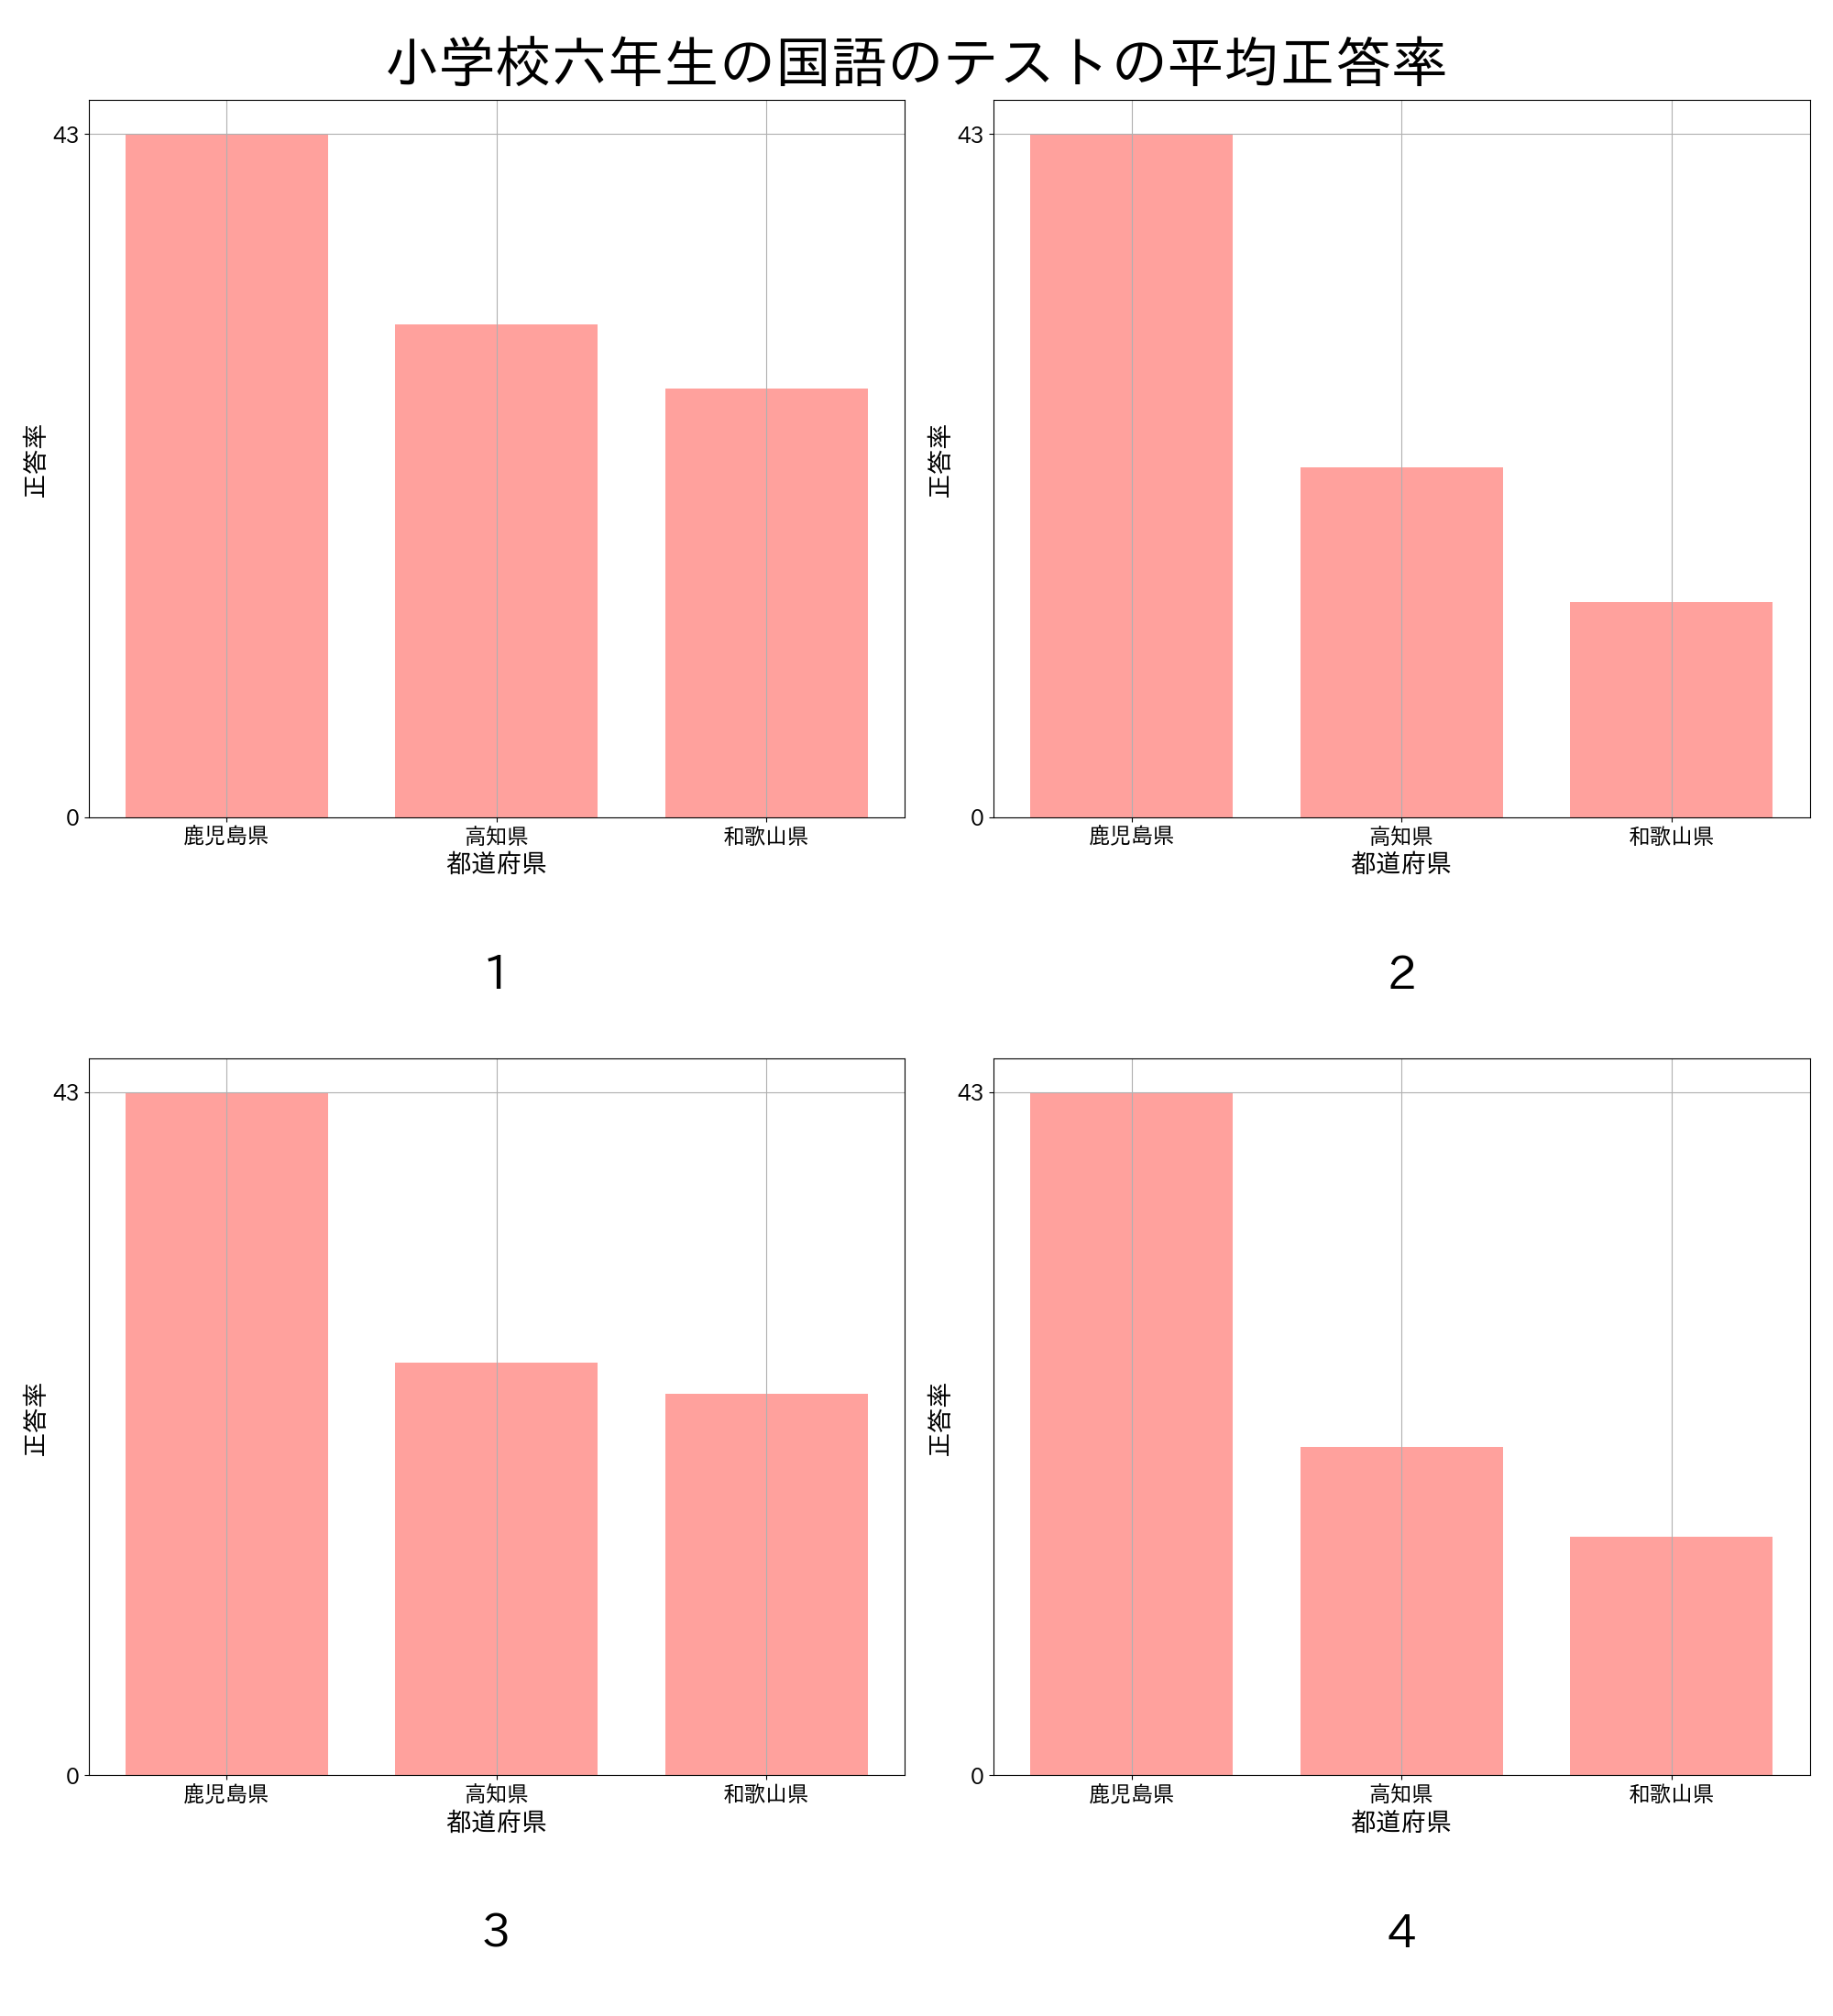 小学校六年生の国語のテストの平均正答率
43
0
正答率
鹿児島県 高知県 和歌山県
都道府県
1
43
0
正答率
鹿児島県 高知県 和歌山県
都道府県
2
43
0
正答率
鹿児島県 高知県 和歌山県
都道府県
3
43
0
正答率
鹿児島県 高知県 和歌山県
都道府県
4